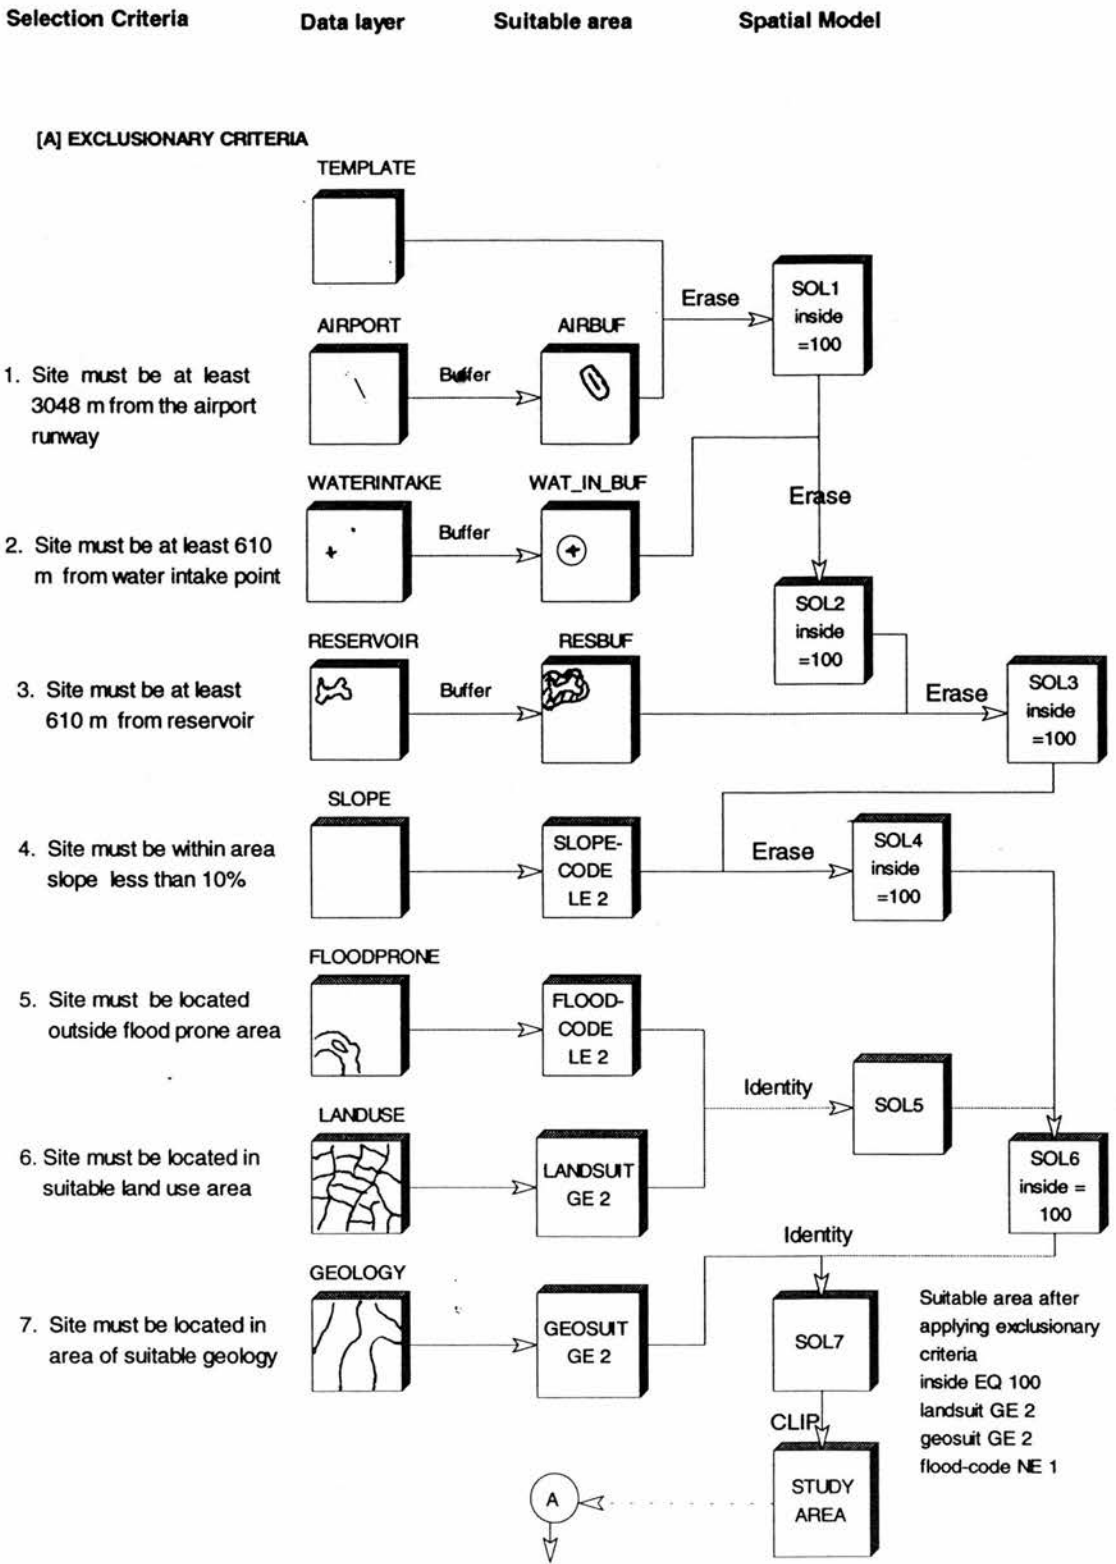 Selection Criteria Data layer Suitable area Spatial Model
[A] EXCLUSIONARY CRITERIA
TEMPLATE
Erase
SOL1
inside
=100
AIRPORT
AIRBUF
1. Site must be at least
3048 m from the airport
runway
Buffer
WATERINTAKE
WAT_IN_BUF
Erase
2. Site must be at least 610
m from water intake point
Buffer
SOL2
inside
=100
RESERVOIR
RESBUF
3. Site must be at least
610 m from reservoir
Buffer
Erase
SOL3
inside
=100
SLOPE
4. Site must be within area
slope less than 10%
SLOPE-
CODE
LE 2
Erase
SOL4
inside
=100
FLOODPRONE
5. Site must be located
outside flood prone area
FLOOD-
CODE
LE 2
Identity
SOL5
LANDUSE
6. Site must be located in
suitable land use area
LANDSUIT
GE 2
SOL6
inside =
100
Identity
GEOLOGY
7. Site must be located in
area of suitable geology
GEOSUIT
GE 2
SOL7
Suitable area after
applying exclusionary
criteria
inside EQ 100
landsuit GE 2
geosuit GE 2
flood-code NE 1
CLIP
STUDY
AREA
A